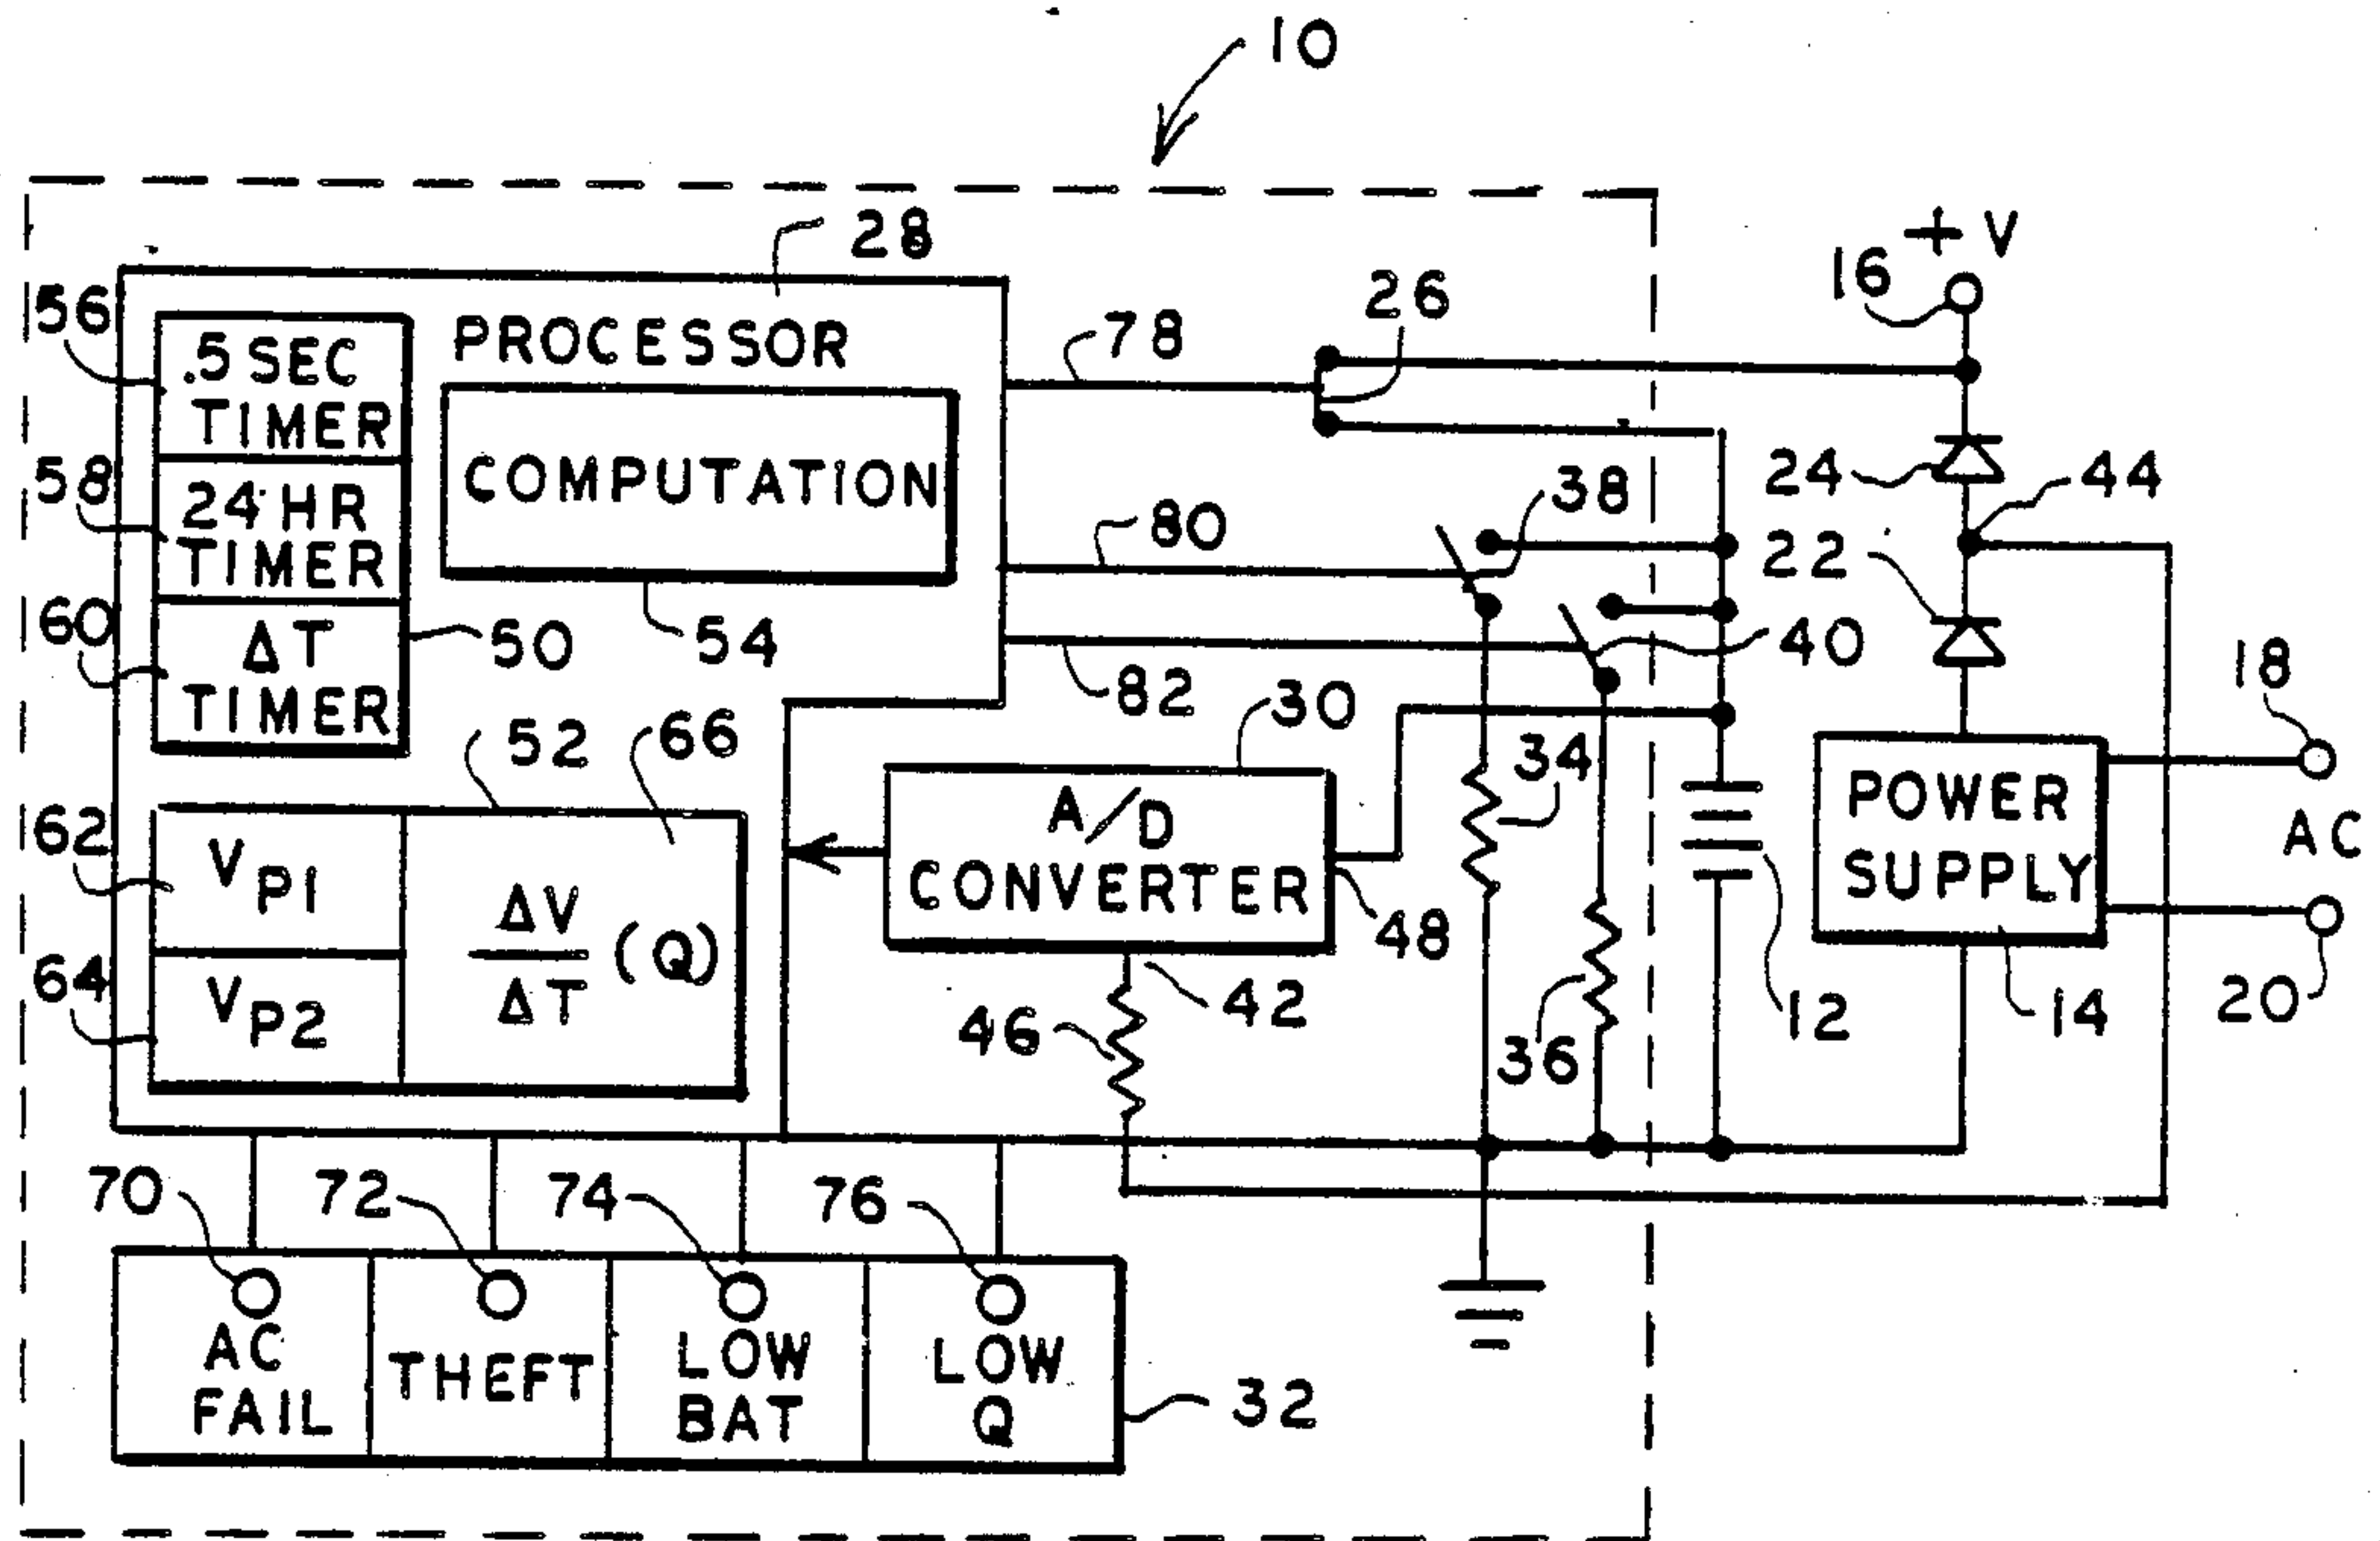 10
28
+ V
16
56
.5 SEC
TIMER
PROCESSOR
78
26
COMPUTATION
58
24 HR
TIMER
80
38
24
44
22
60
ΔT
TIMER
50
54
82
40
18
52
66
30
34
62
VP1
ΔV
ΔT
(Q)
A/D
CONVERTER
48
POWER
SUPPLY
AC
64
VP2
46
42
36
12
14
20
70
72
74
76
AC
FAIL
THEFT
LOW
BAT
LOW
Q
32